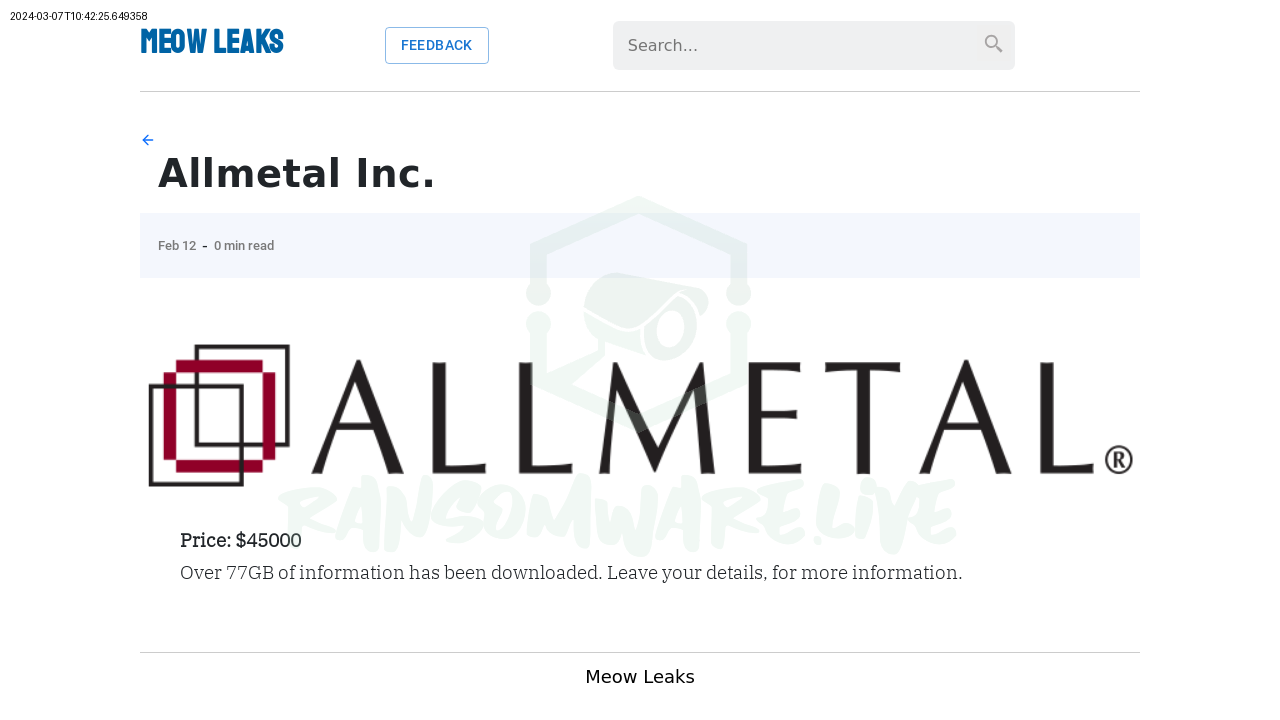 2024-03-07T10:42:25.649358
MEOW LEAKS
FEEDBACK
Search...
Allmetal Inc.
Feb 12 - 0 min read
ALLMETAL®
RANSOMWARE.LIVE
Price: $45000
Over 77GB of information has been downloaded. Leave your details, for more information.
Meow Leaks